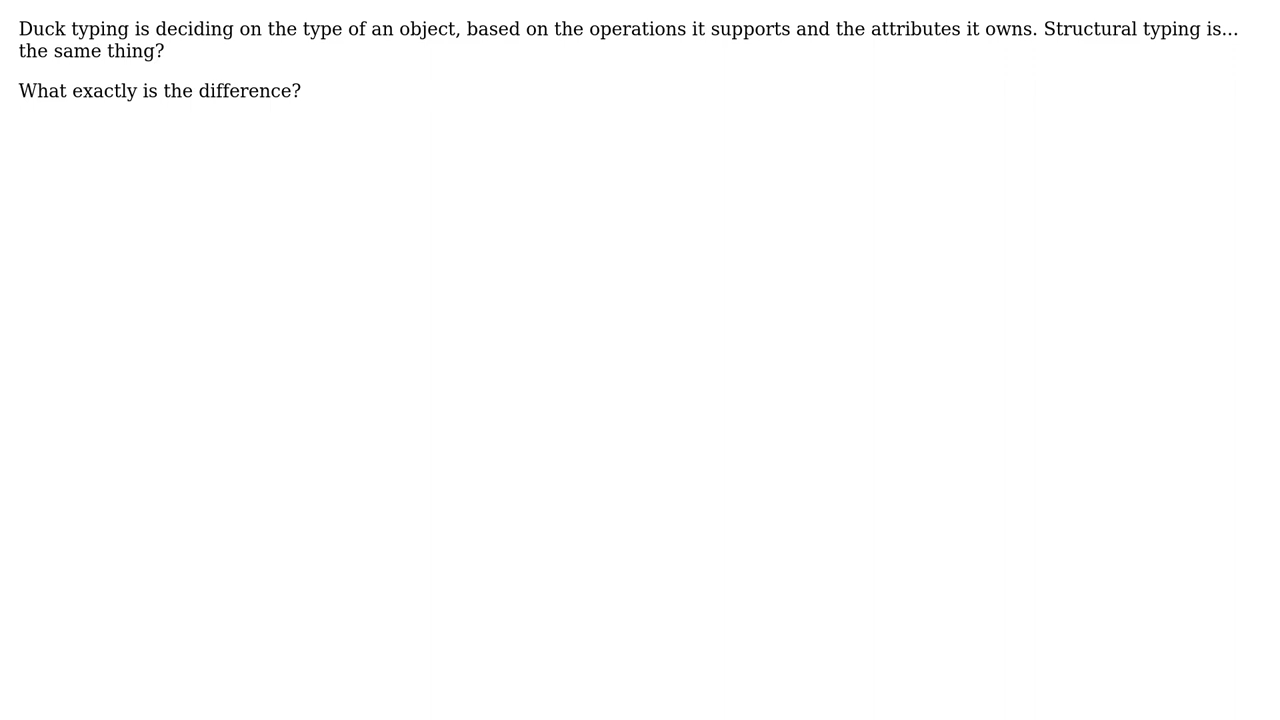 Duck typing is deciding on the type of an object, based on the operations it supports and the attributes it owns. Structural typing is...
the same thing?
What exactly is the difference?